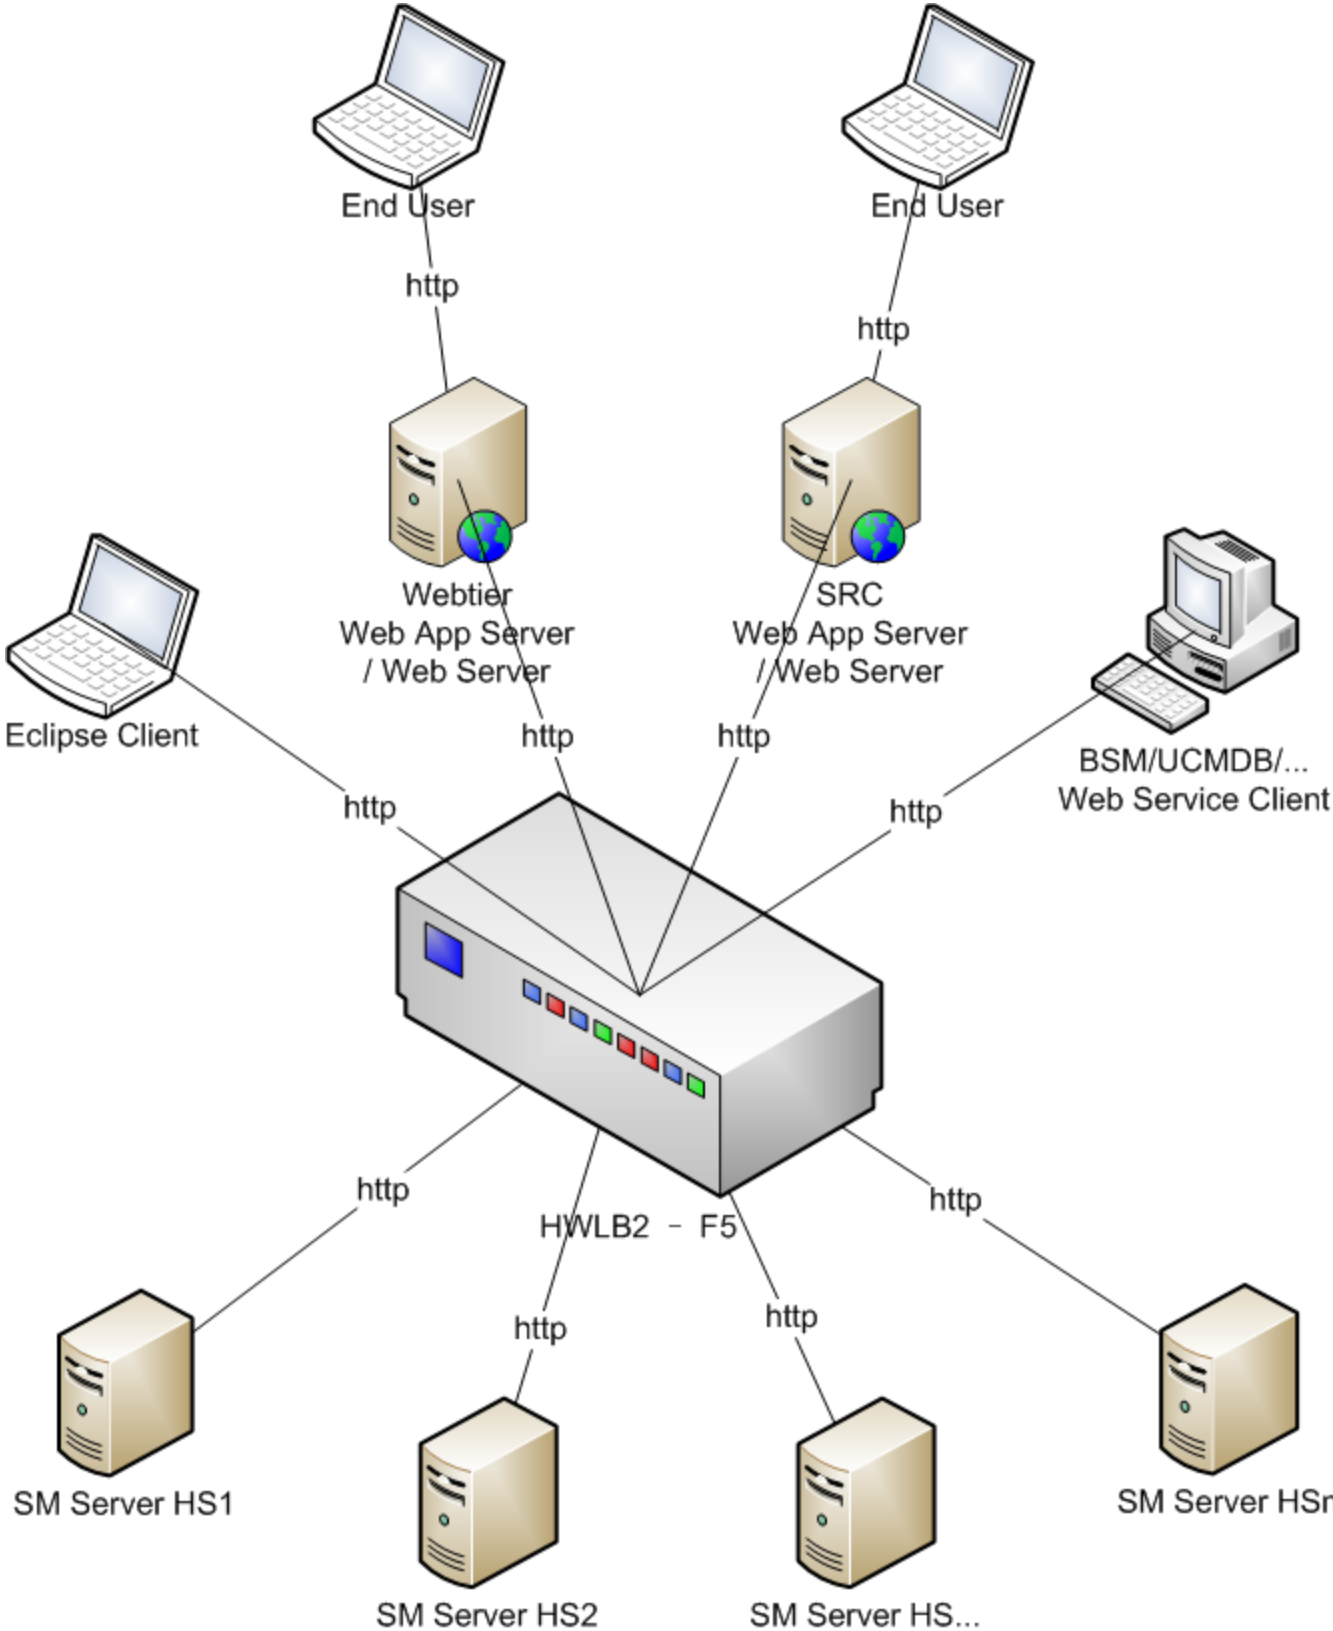 End User
End User
http
http
Webtier
Web App Server
/ Web Server
SRC
Web App Server
/ Web Server
Eclipse Client
http
http
BSM/UCMDB/...
Web Service Client
http
http
http
http
HWLB2 - F5
http
http
SM Server HS1
SM Server HSn
SM Server HS2
SM Server HS...